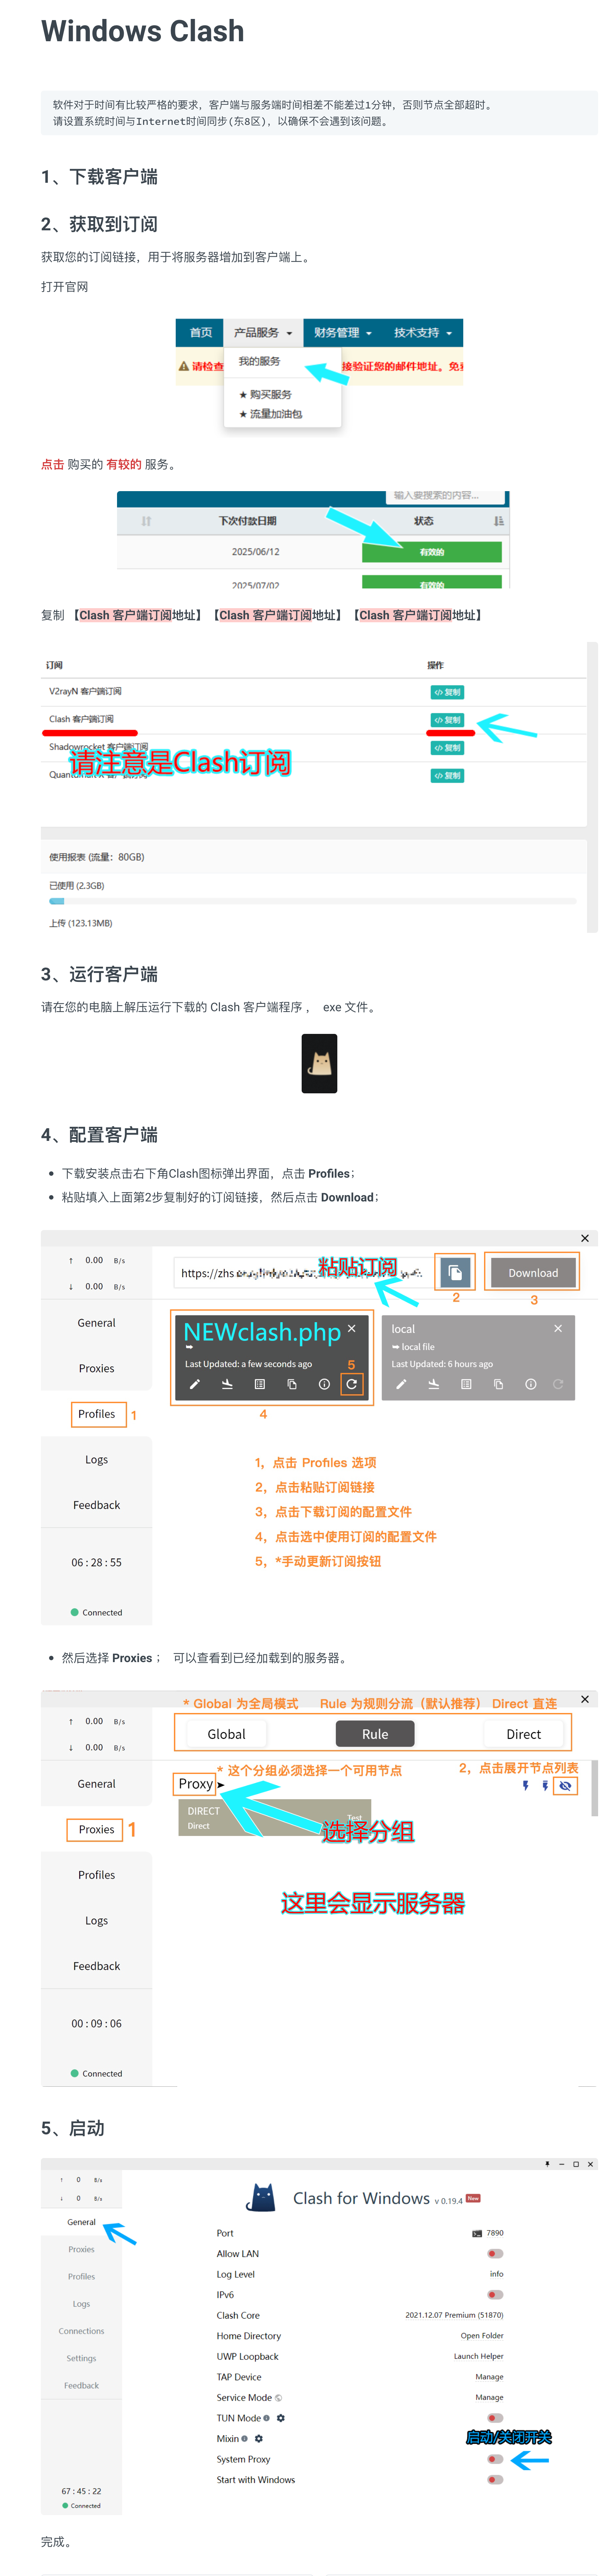 Windows Clash
软件对于时间有比较严格的要求，客户端与服务端时间相差不能差过1分钟，否则节点全部超时。
请设置系统时间与Internet时间同步(东8区)，以确保不会遇到该问题。
1、下载客户端
2、获取到订阅
获取您的订阅链接，用于将服务器增加到客户端上。
打开官网
首页 产品服务 财务管理 技术支持
我的服务
请检查 接验证您的邮件地址。免
★ 购买服务
★ 流量加油包
点击 购买的 有较的 服务。
输入要搜索的内容...
下次付款日期 状态
2025/06/12 有效的
2025/07/02 有效的
复制 【Clash 客户端订阅地址】【Clash 客户端订阅地址】【Clash 客户端订阅地址】
订阅 操作
V2rayN 客户端订阅 </> 复制
Clash 客户端订阅 </> 复制
Shadowrocket 客户端订阅 </> 复制
请注意是Clash订阅
</> 复制
使用报表 (流量：80GB)
已使用 (2.3GB)
上传 (123.13MB)
3、运行客户端
请在您的电脑上解压运行下载的 Clash 客户端程序， exe 文件。
4、配置客户端
• 下载安装点击右下角Clash图标弹出界面，点击 Profiles；
• 粘贴填入上面第2步复制好的订阅链接，然后点击 Download；
↑ 0.00 B/s
↓ 0.00 B/s
https://zhs
粘贴订阅
Download
2 3
General
Proxies
Profiles 1
Logs
Feedback
06 : 28 : 55
Connected
NEWclash.php
Last Updated: a few seconds ago
5
4
local
local file
Last Updated: 6 hours ago
1，点击 Profiles 选项
2，点击粘贴订阅链接
3，点击下载订阅的配置文件
4，点击选中使用订阅的配置文件
5，*手动更新订阅按钮
• 然后选择 Proxies； 可以查看到已经加载到的服务器。
* Global 为全局模式 Rule 为规则分流（默认推荐） Direct 直连
↑ 0.00 B/s
↓ 0.00 B/s
Global Rule Direct
* 这个分组必须选择一个可用节点 2，点击展开节点列表
General
Proxies 1
Profiles
Logs
Feedback
00 : 09 : 06
Connected
Proxy
DIRECT
Direct
Test
选择分组
这里会显示服务器
5、启动
↑ 0 B/s
↓ 0 B/s
General
Proxies
Profiles
Logs
Connections
Settings
Feedback
67 : 45 : 22
Connected
Clash for Windows v 0.19.4 New
Port 7890
Allow LAN
Log Level info
IPv6
Clash Core 2021.12.07 Premium (51870)
Home Directory Open Folder
UWP Loopback Launch Helper
TAP Device Manage
Service Mode Manage
TUN Mode
Mixin
启动/关闭开关
System Proxy
Start with Windows
完成。